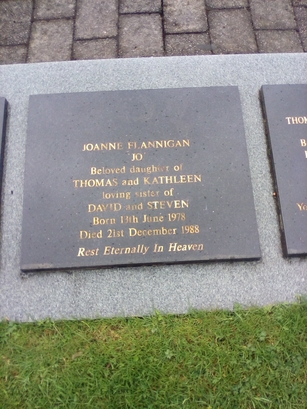 JOANNE FLANNIGAN
'JO'
Beloved daughter of
THOMAS and KATHLEEN
loving sister of
DAVID and STEVEN
Born 13th June 1978
Died 21st December 1988
Rest Eternally In Heaven
THOM